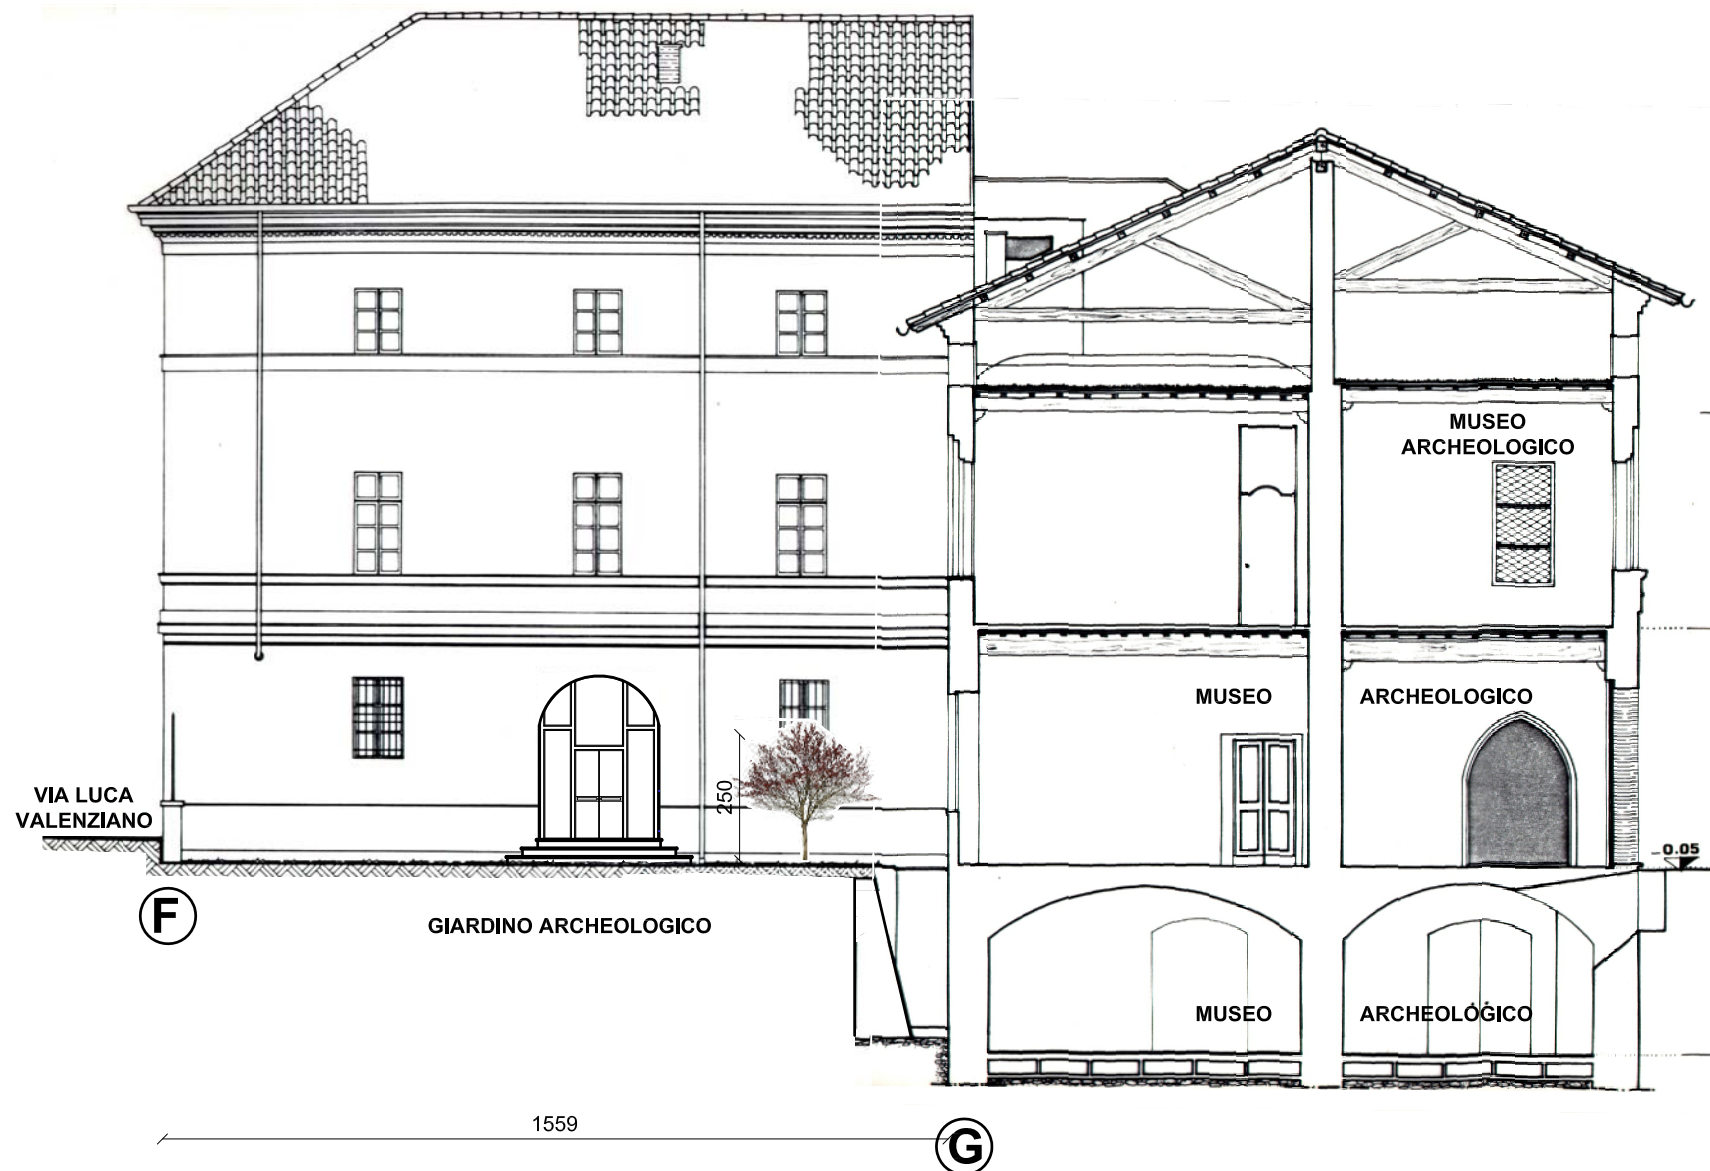 MUSEO
ARCHEOLOGICO
MUSEO ARCHEOLOGICO
VIA LUCA
VALENZIANO
250
-0.05
F
GIARDINO ARCHEOLOGICO
MUSEO ARCHEOLOGICO
1559
G